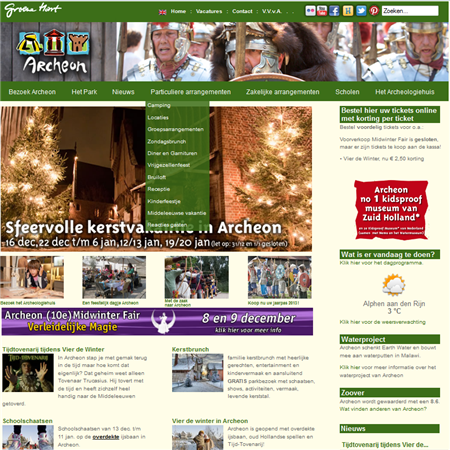 Groene Hart
Home | Vacatures | Contact | V.v.v.A.
Zoeken...
Archeon
Bezoek Archeon Het Park Nieuws Particuliere arrangementen Zakelijke arrangementen Scholen Het Archeologiehuis
Camping
Locaties
Groepsarrangementen
Zondagsbrunch
Diner en Garnituren
Vrijgezellenfeest
Bruiloft
Receptie
Kinderfeestje
Middeleeuwse vakantie
Reacties gasten
Sfeervolle kerstvakantie in Archeon
16 dec, 22 dec t/m 6 jan, 12/13 jan, 19/20 jan (let op: 31/12 en 1/1 gesloten)
Bezoek het Archeologiehuis
Een feestelijk dagje Archeon
Met de zaak naar Archeon
Koop nu uw jaarpas 2013!
Archeon (10e) Midwinter Fair
Verleidelijke Magie
8 en 9 december
klik hier voor meer info
Tijdtovenarij tijdens Vier de Winter
TIJD-TOVENARIJ
In Archeon stap je met gemak terug
in de tijd maar hoe komt dat
eigenlijk? Dat geheim weet alleen
Tovenaar Trucasius. Hij tovert met
de tijd en heeft zichzelf heel
handig naar de Middeleeuwen
getoverd.
Kerstbrunch
familie kerstbrunch met heerlijke
gerechten, entertainment en
kindervermaak en aansluitend
GRATIS parkbezoek met schaatsen,
shows, activiteiten, vermaak,
levende kerststal.
Schoolschaatsen
Schoolschaatsen van 13 dec. t/m
11 jan. op de overdekte ijsbaan in
Archeon.
Vier de winter in Archeon
Archeon is geopend met overdekte
ijsbaan, oud Hollandse spellen en
Tijd-Tovenarij!
Bestel hier uw tickets online
met korting per ticket
Bestel voordelig tickets voor o.a.:
Voorverkoop Midwinter Fair is gesloten,
maar er zijn tickets te koop aan de kassa!
- Vier de Winter, nu € 2,50 korting
Archeon
no 1 kidsproof
museum van
Zuid Holland*
Wat is er vandaag te doen?
Klik hier voor het dagprogramma.
Alphen aan den Rijn
3 °C
Klik hier voor de weersverwachting
Waterproject
Archeon schenkt Earth Water en bouwt
mee aan waterputten in Malawi.
Klik hier voor meer informatie over het
waterproject van Archeon
Zoover
Archeon wordt gewaardeerd met een 8.6.
Wat vinden anderen van Archeon?
Nieuws
Tijdtovenarij tijdens Vier de...